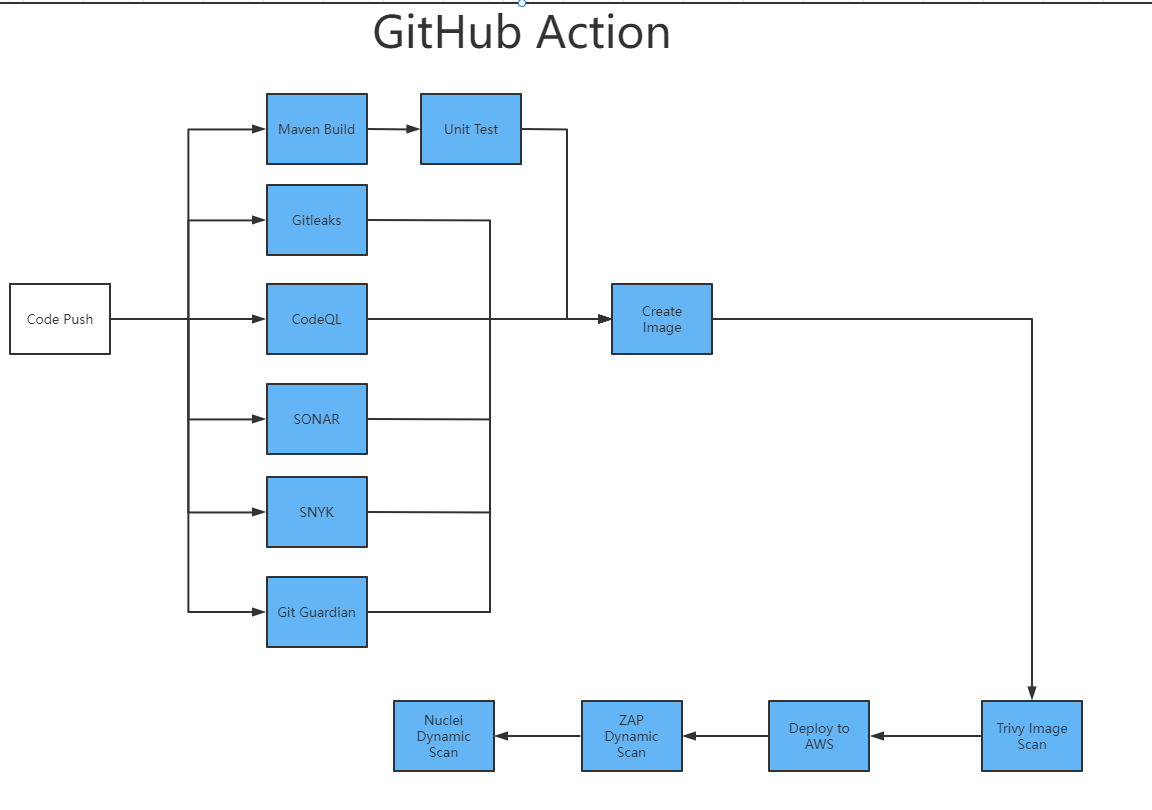 GitHub Action
Maven Build
Unit Test
Gitleaks
Code Push
CodeQL
Create
Image
SONAR
SNYK
Git Guardian
Nuclei
Dynamic
Scan
ZAP
Dynamic
Scan
Deploy to
AWS
Trivy Image
Scan